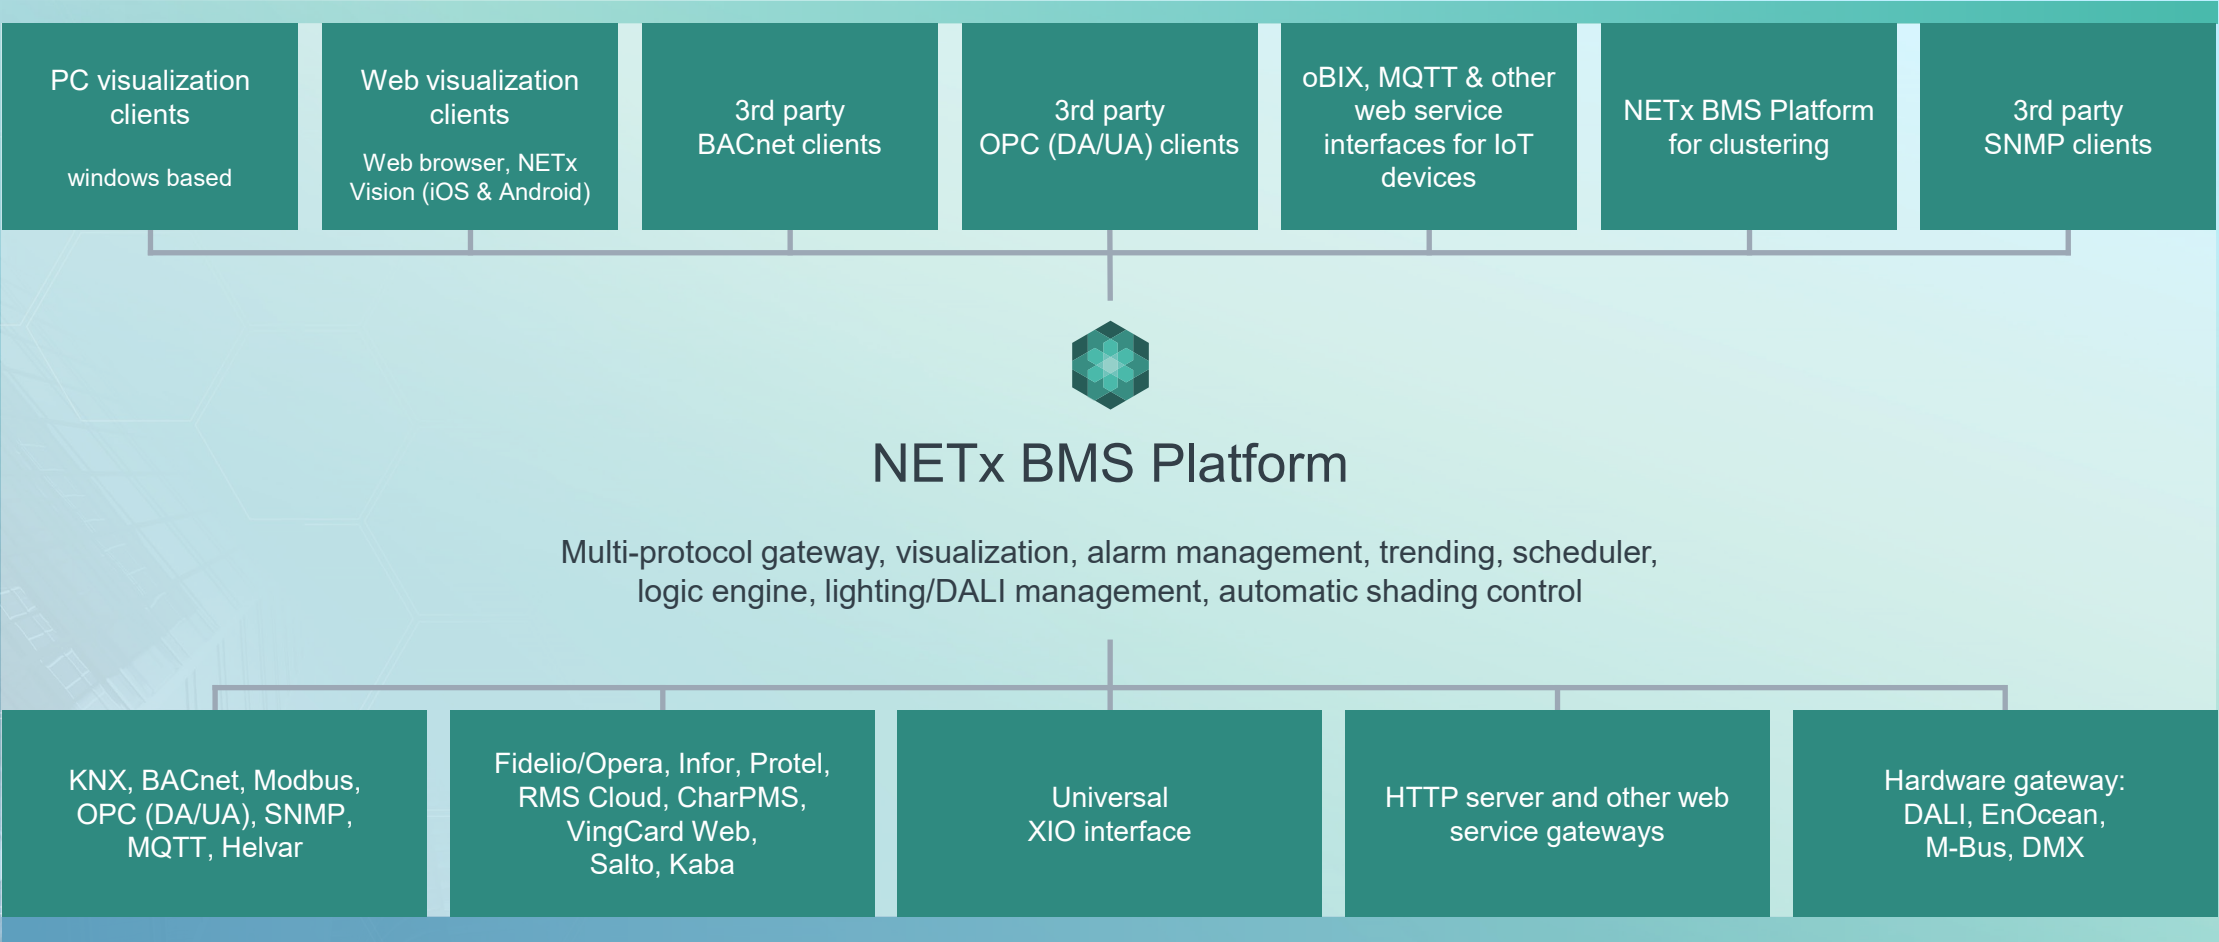 PC visualization
clients
windows based
Web visualization
clients
Web browser, NETx
Vision (iOS & Android)
3rd party
BACnet clients
3rd party
OPC (DA/UA) clients
oBIX, MQTT & other
web service
interfaces for IoT
devices
NETx BMS Platform
for clustering
3rd party
SNMP clients
NETx BMS Platform
Multi-protocol gateway, visualization, alarm management, trending, scheduler,
logic engine, lighting/DALI management, automatic shading control
KNX, BACnet, Modbus,
OPC (DA/UA), SNMP,
MQTT, Helvar
Fidelio/Opera, Infor, Protel,
RMS Cloud, CharPMS,
VingCard Web,
Salto, Kaba
Universal
XIO interface
HTTP server and other web
service gateways
Hardware gateway:
DALI, EnOcean,
M-Bus, DMX